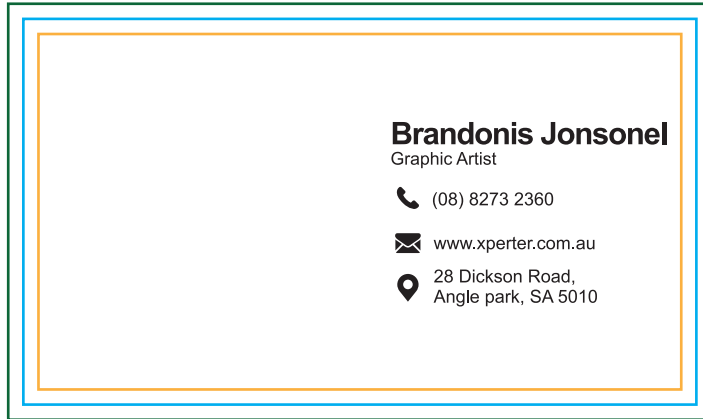 Brandonis Jonsonel
Graphic Artist
(08) 8273 2360
www.xperter.com.au
28 Dickson Road,
Angle park, SA 5010